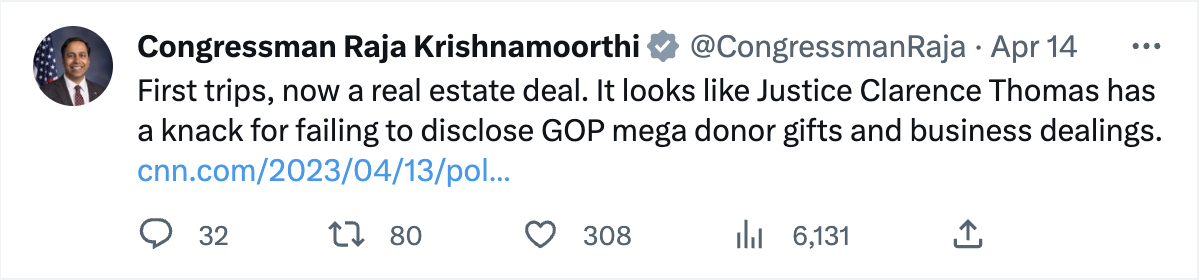 Congressman Raja Krishnamoorthi @CongressmanRaja · Apr 14 ...
First trips, now a real estate deal. It looks like Justice Clarence Thomas has
a knack for failing to disclose GOP mega donor gifts and business dealings.
cnn.com/2023/04/13/pol...
32 80 308 6,131